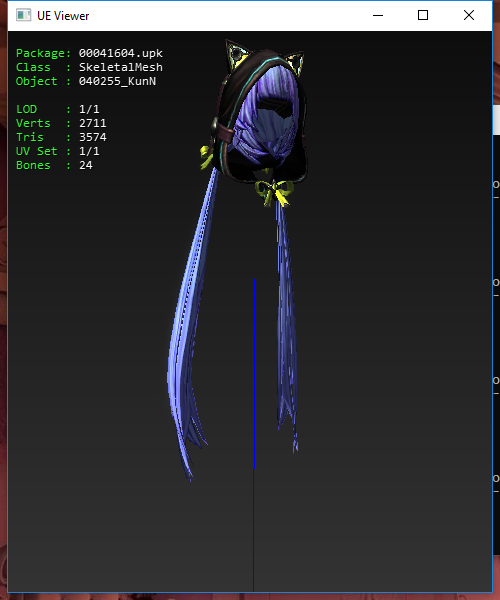 UE Viewer
Package: 00041604.upk
Class : SkeletalMesh
Object : 040255_KunN
LOD : 1/1
Verts : 2711
Tris : 3574
UV Set : 1/1
Bones : 24